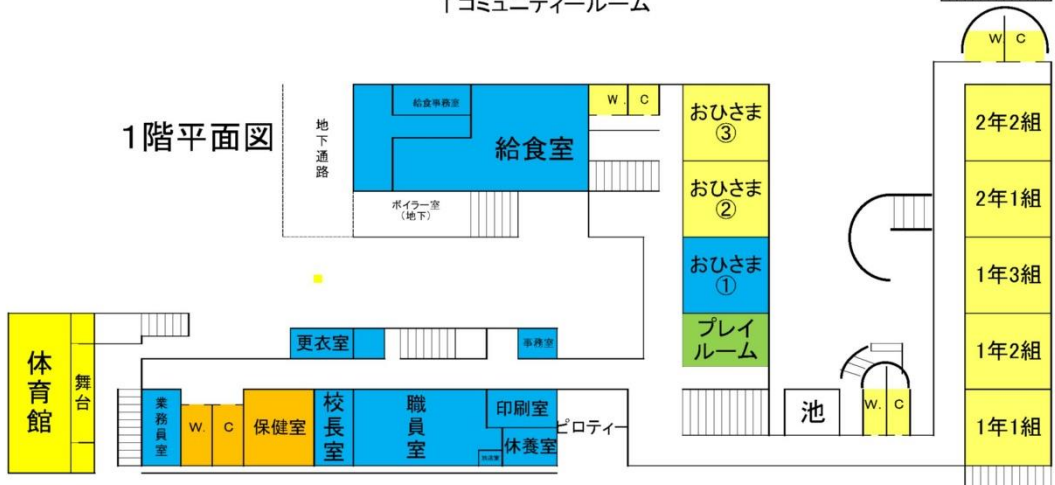 コミュニティールーム
W. C
1階平面図
地下通路
給食事務室
給食室
W. C
おひさま
③
2年2組
ボイラー室
(地下)
おひさま
②
2年1組
おひさま
①
1年3組
更衣室
事務室
プレイ
ルーム
1年2組
体育館
舞台
業務員室
W. C
保健室
校長室
職員室
印刷室
休養室
ピロティー
池
W. C
1年1組